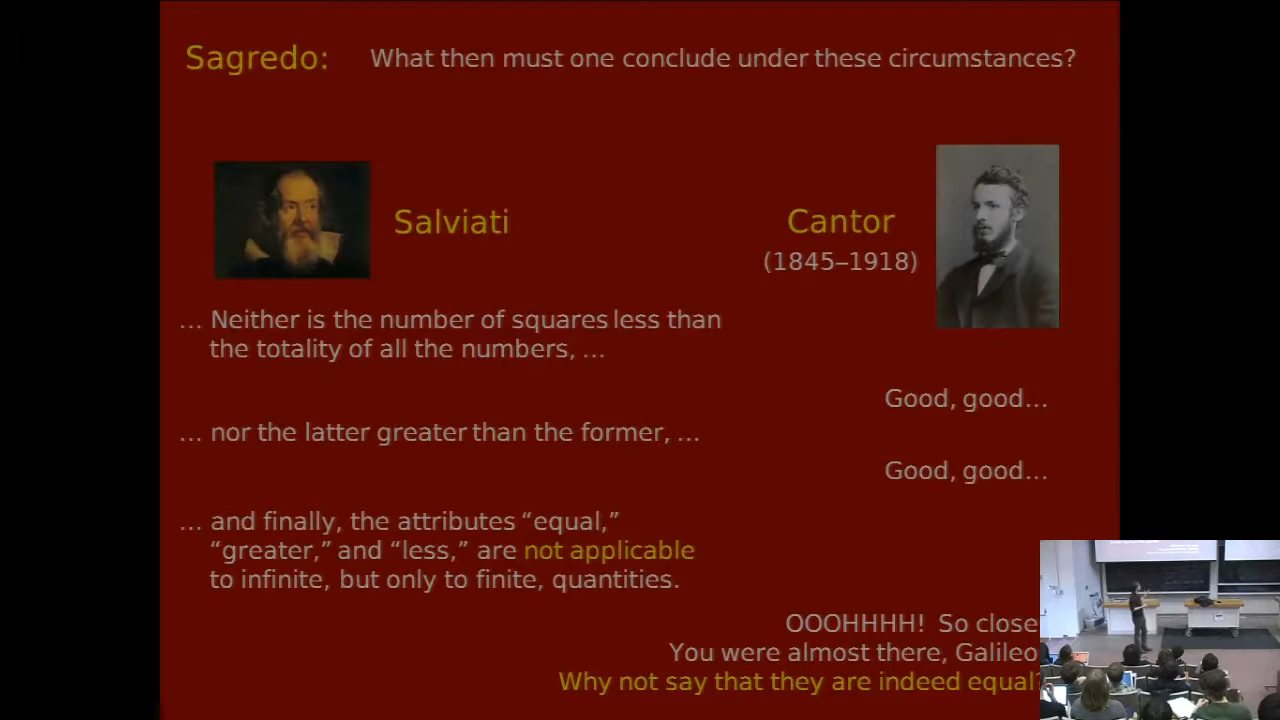 Sagredo: What then must one conclude under these circumstances?
Salviati
Cantor
(1845–1918)
… Neither is the number of squares less than
the totality of all the numbers, …
Good, good…
… nor the latter greater than the former, …
Good, good…
… and finally, the attributes “equal,”
“greater,” and “less,” are not applicable
to infinite, but only to finite, quantities.
OOOHHHH! So close
You were almost there, Galileo
Why not say that they are indeed equal?